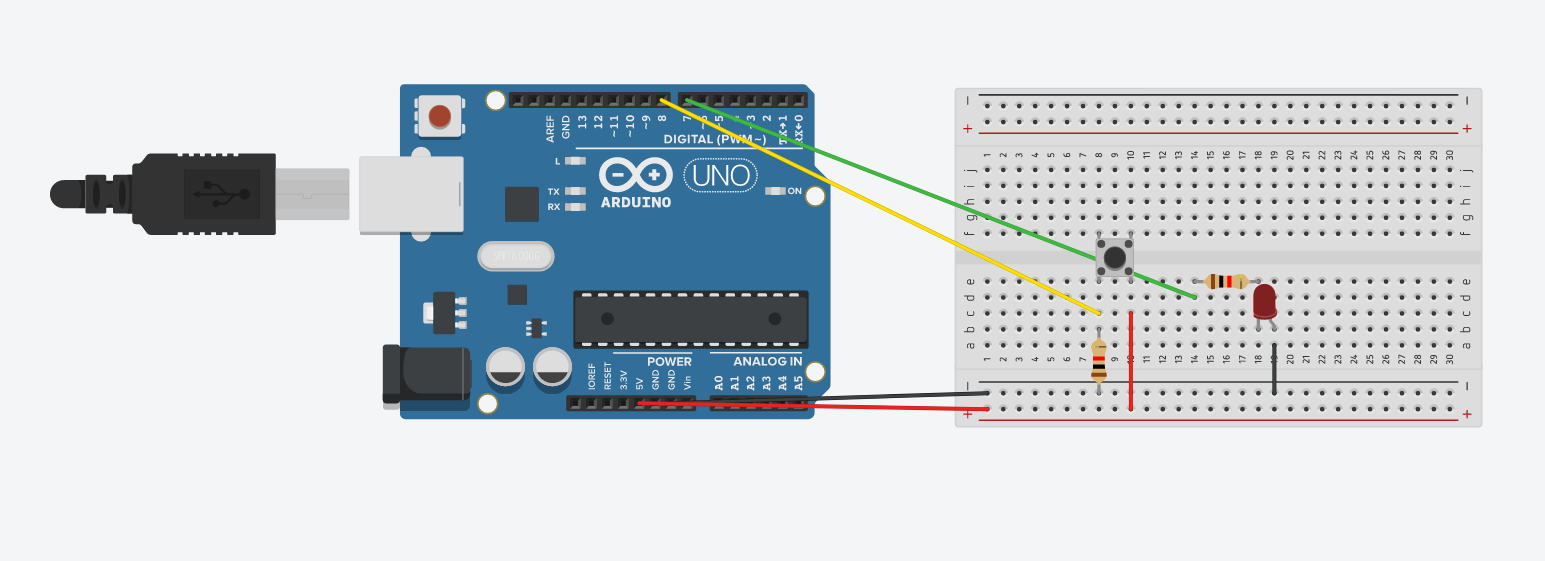 AREF
GND
13
12
~11
~10
~9
8
7
~5
4
~3
2
TX→1
RX←0
DIGITAL (PWM~)
L
TX
RX
UNO
ON
ARDUINO
POWER
ANALOG IN
IOREF
RESET
3.3V
5V
GND
GND
Vin
A0
A1
A2
A3
A4
A5
− −
+ +
1 2 3 4 5 6 7 8 9 10 11 12 13 14 15 16 17 18 19 20 21 22 23 24 25 26 27 28 29 30
j j
i i
h h
g g
f f
e e
d d
c c
b b
a a
1 2 3 4 5 6 7 8 9 10 11 12 13 14 15 16 17 18 19 20 21 22 23 24 25 26 27 28 29 30
− −
+ +